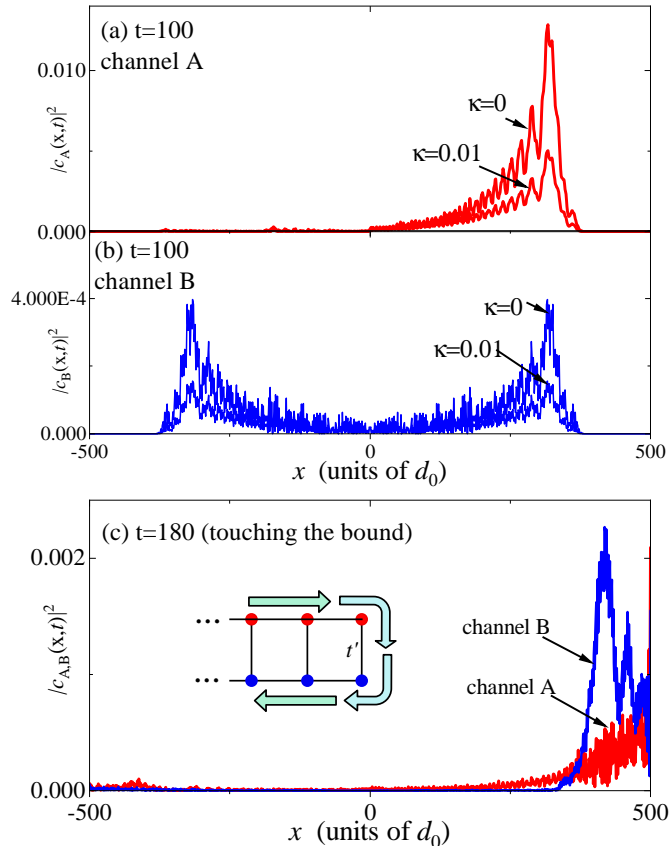 (a) t=100
channel A
0.010
κ=0
κ=0.01
|c_A(x,t)|²
0.000
(b) t=100
channel B
4.000E-4
κ=0
κ=0.01
|c_B(x,t)|²
0.000
-500 0 500
x (units of d₀)
(c) t=180 (touching the bound)
0.002
...
t'
...
channel B
channel A
|c_A,B(x,t)|²
0.000
-500 0 500
x (units of d₀)